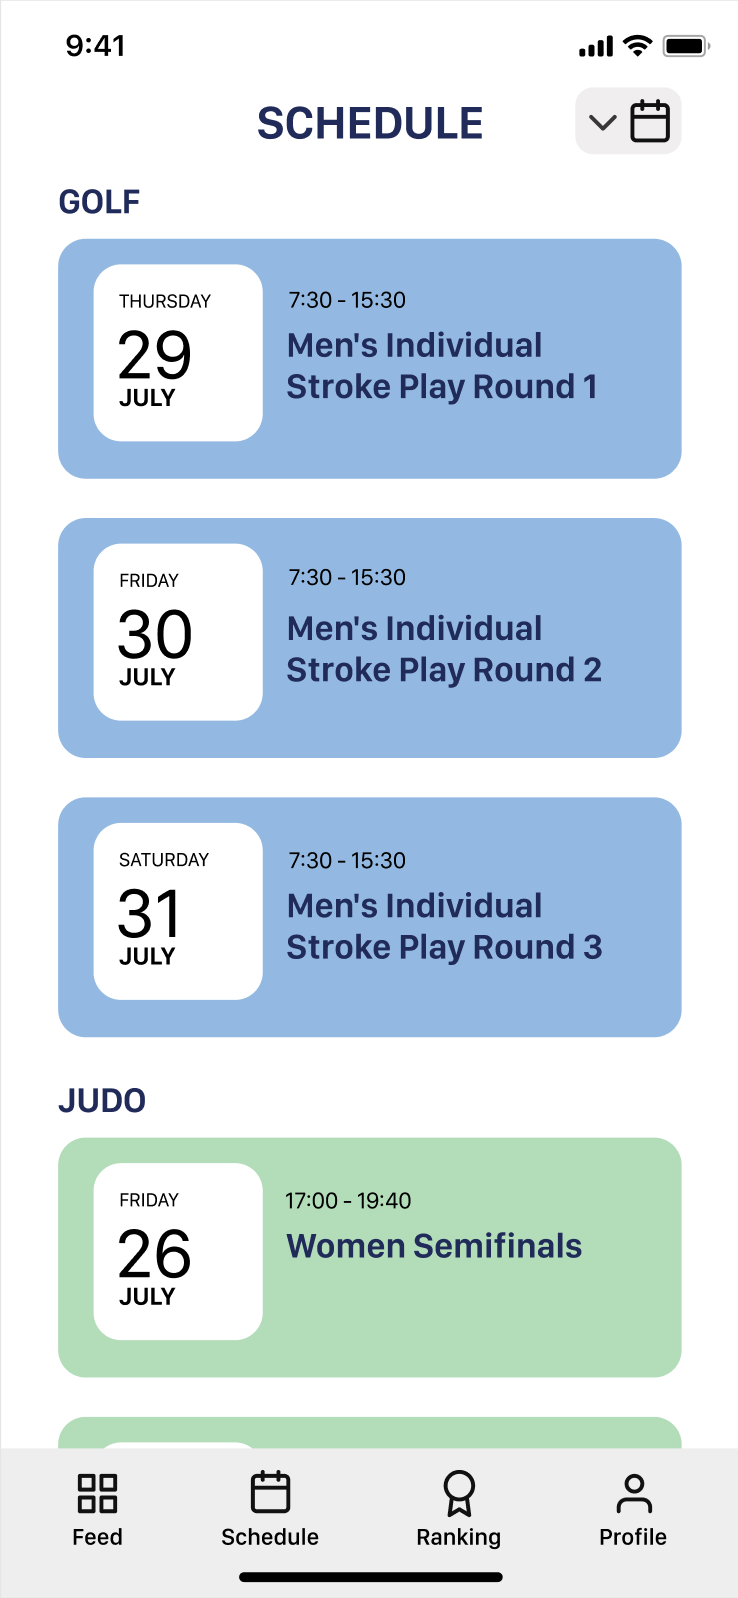 9:41
SCHEDULE
GOLF
THURSDAY
29
JULY
7:30 - 15:30
Men's Individual
Stroke Play Round 1
FRIDAY
30
JULY
7:30 - 15:30
Men's Individual
Stroke Play Round 2
SATURDAY
31
JULY
7:30 - 15:30
Men's Individual
Stroke Play Round 3
JUDO
FRIDAY
26
JULY
17:00 - 19:40
Women Semifinals
Feed
Schedule
Ranking
Profile